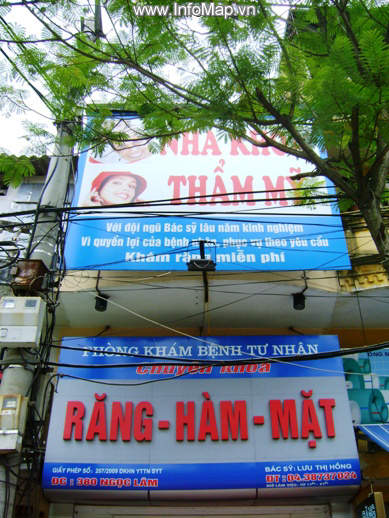 www.InfoMap.vn
NHA KHOA
THẨM MỸ
Với đội ngũ Bác sỹ lâu năm kinh nghiệm
Vì quyền lợi của bệnh nhân, phục vụ theo yêu cầu
Khám răng miễn phí
PHÒNG KHÁM BỆNH TƯ NHÂN
Chuyên khoa
RĂNG - HÀM - MẶT
GIẤY PHÉP SỐ: 207/2009 ĐKHN YTTN SYT
BÁC SỸ: LƯU THỊ HỒNG
ĐC : 380 NGỌC LÂM
ĐT : 04.38737024